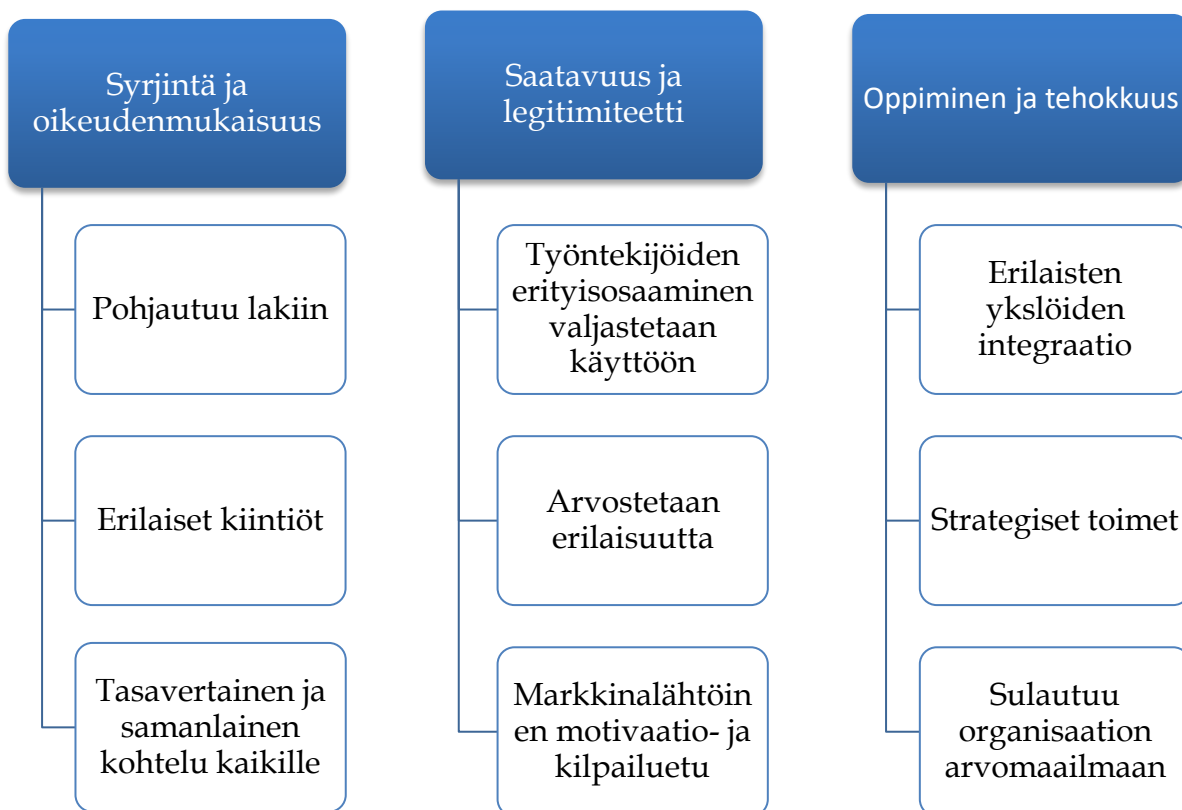 Syrjintä ja
oikeudenmukaisuus
Pohjautuu lakiin
Erilaiset kiintiöt
Tasavertainen ja
samanlainen
kohtelu kaikille
Saatavuus ja
legitimiteetti
Työntekijöiden
erityisosaaminen
valjastetaan
käyttöön
Arvostetaan
erilaisuutta
Markkinalähtöin
en motivaatio- ja
kilpailuetu
Oppiminen ja tehokkuus
Erilaisten
ykslöiden
integraatio
Strategiset toimet
Sulautuu
organisaation
arvomaailmaan